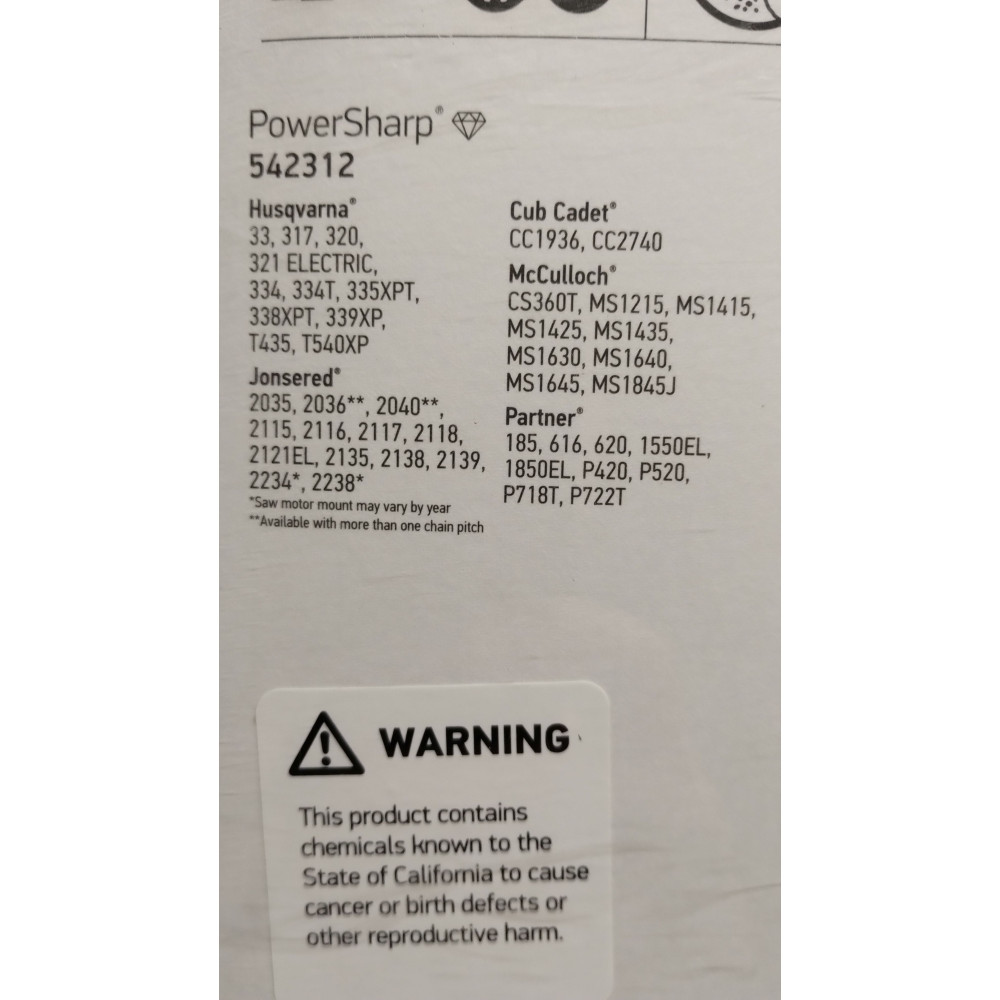 PowerSharp®
542312
Husqvarna®
33, 317, 320,
321 ELECTRIC,
334, 334T, 335XPT,
338XPT, 339XP,
T435, T540XP
Jonsered®
2035, 2036**, 2040**,
2115, 2116, 2117, 2118,
2121EL, 2135, 2138, 2139,
2234*, 2238*
*Saw motor mount may vary by year
**Available with more than one chain pitch
Cub Cadet®
CC1936, CC2740
McCulloch®
CS360T, MS1215, MS1415,
MS1425, MS1435,
MS1630, MS1640,
MS1645, MS1845J
Partner®
185, 616, 620, 1550EL,
1850EL, P420, P520,
P718T, P722T
WARNING
This product contains
chemicals known to the
State of California to cause
cancer or birth defects or
other reproductive harm.